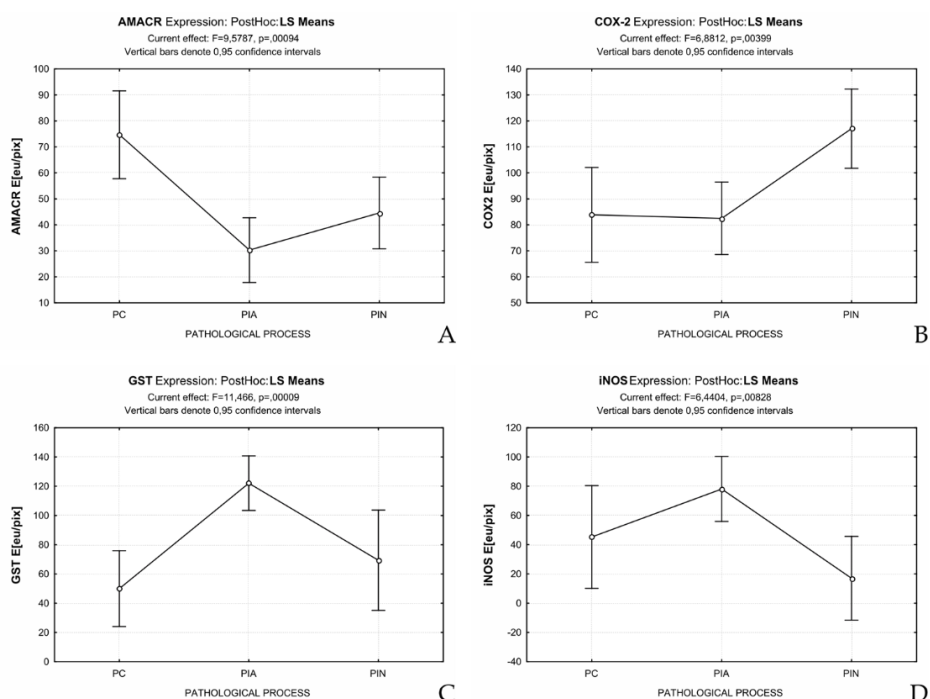 AMACR Expression: PostHoc:LS Means
Current effect: F=9,5787, p=,00094
Vertical bars denote 0,95 confidence intervals
100
90
80
70
60
50
40
30
20
10
AMACR E[eu/pix]
PC PIA PIN
PATHOLOGICAL PROCESS
A
COX-2 Expression: PostHoc:LS Means
Current effect: F=6,8812, p=,00399
Vertical bars denote 0,95 confidence intervals
140
130
120
110
100
90
80
70
60
50
COX2 E[eu/pix]
PC PIA PIN
PATHOLOGICAL PROCESS
B
GST Expression: PostHoc:LS Means
Current effect: F=11,466, p=,00009
Vertical bars denote 0,95 confidence intervals
160
140
120
100
80
60
40
20
0
GST E[eu/pix]
PC PIA PIN
PATHOLOGICAL PROCESS
C
iNOS Expression: PostHoc:LS Means
Current effect: F=6,4404, p=,00828
Vertical bars denote 0,95 confidence intervals
120
100
80
60
40
20
0
-20
-40
iNOS E[eu/pix]
PC PIA PIN
PATHOLOGICAL PROCESS
D